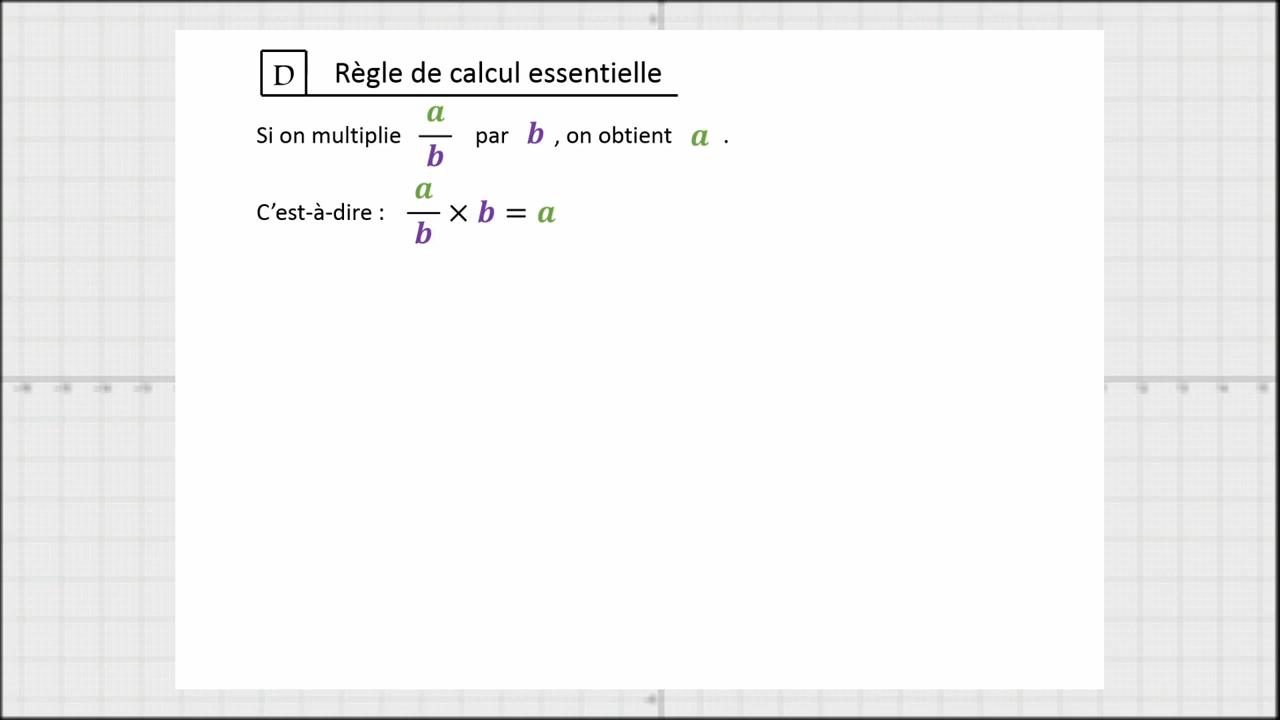 D Règle de calcul essentielle
Si on multiplie a/b par b , on obtient a .
C’est-à-dire : a/b × b = a